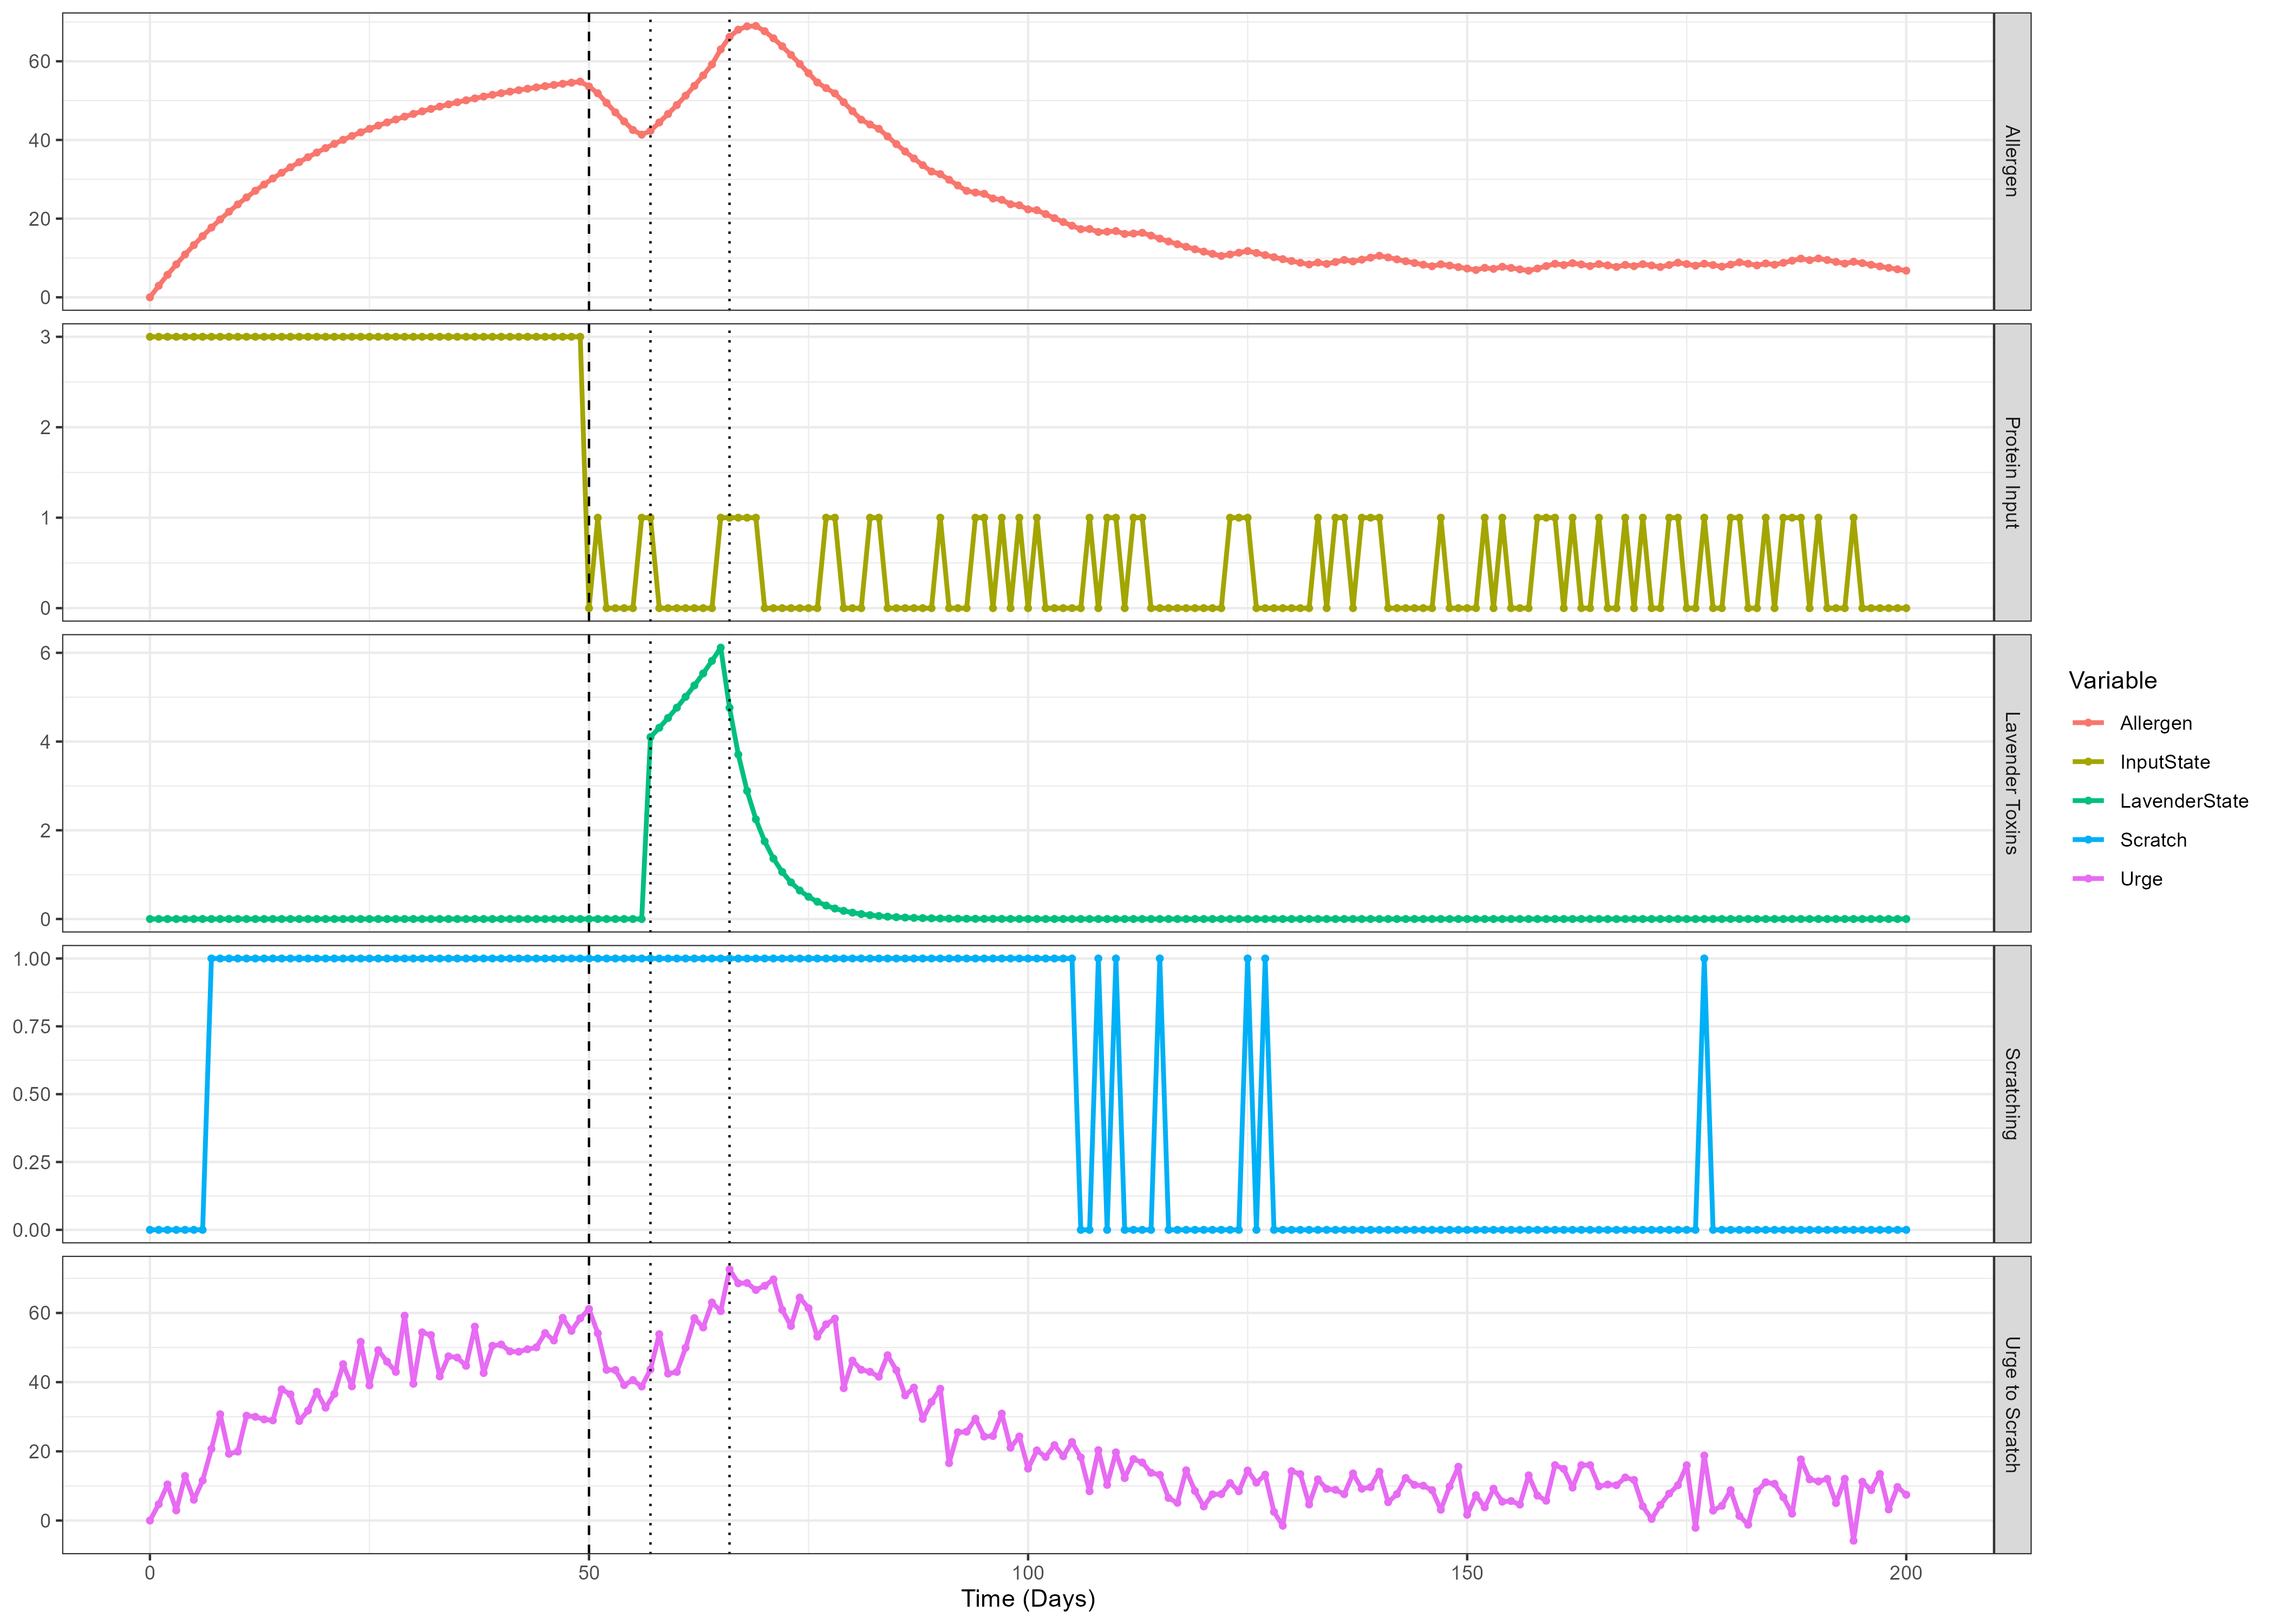 60
40
20
0
Allergen
3
2
1
0
Protein Input
6
4
2
0
Lavender Toxins
1.00
0.75
0.50
0.25
0.00
Scratching
60
40
20
0
Urge to Scratch
0
50
100
150
200
Time (Days)
Variable
Allergen
InputState
LavenderState
Scratch
Urge